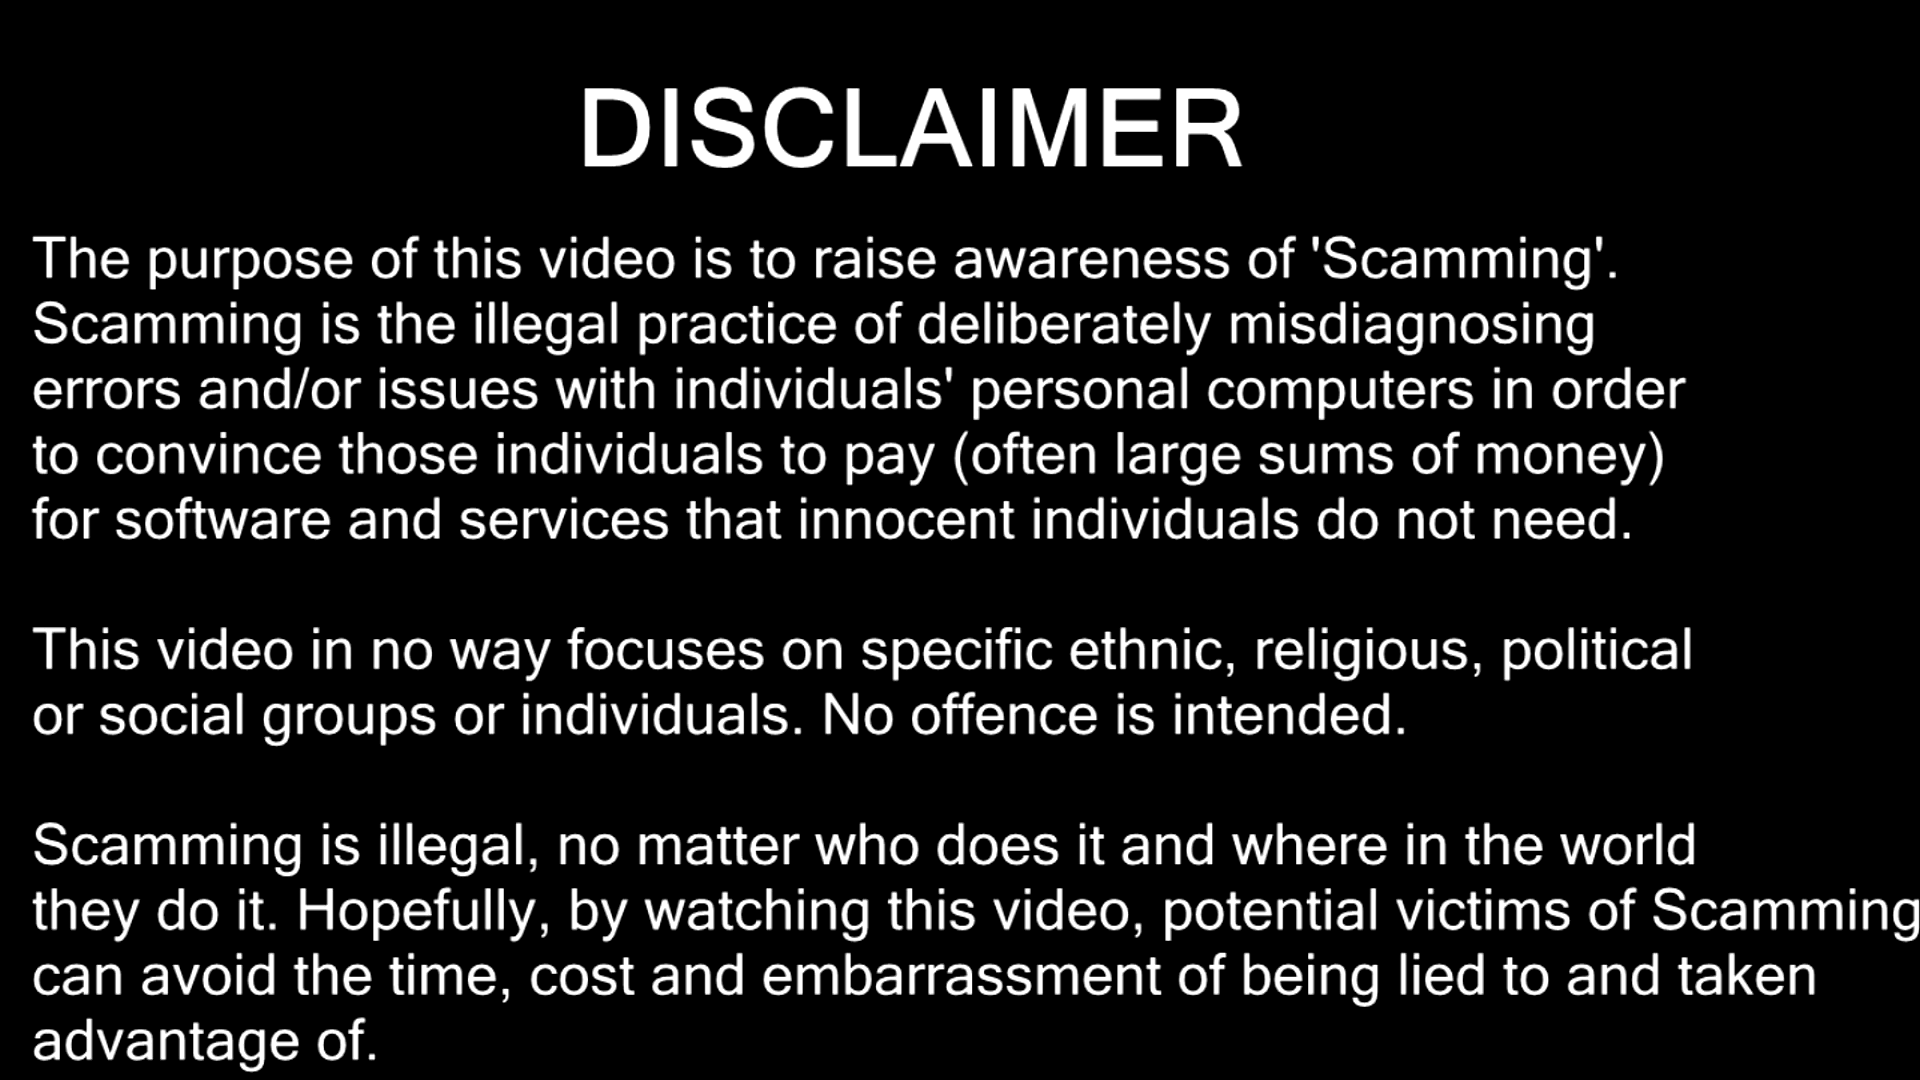 DISCLAIMER
The purpose of this video is to raise awareness of 'Scamming'.
Scamming is the illegal practice of deliberately misdiagnosing
errors and/or issues with individuals' personal computers in order
to convince those individuals to pay (often large sums of money)
for software and services that innocent individuals do not need.
This video in no way focuses on specific ethnic, religious, political
or social groups or individuals. No offence is intended.
Scamming is illegal, no matter who does it and where in the world
they do it. Hopefully, by watching this video, potential victims of Scamming
can avoid the time, cost and embarrassment of being lied to and taken
advantage of.